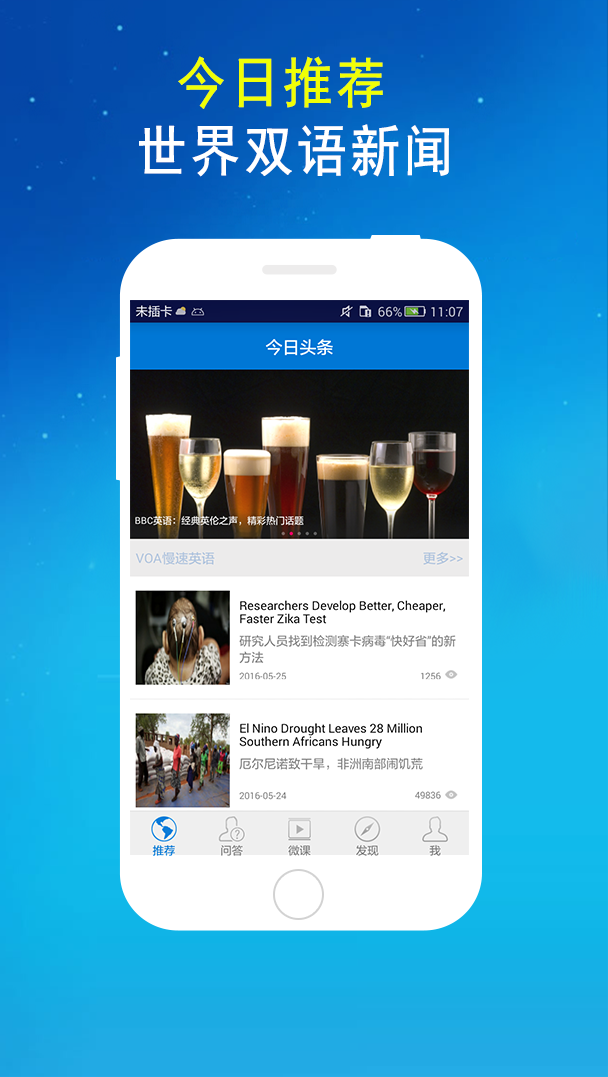 今日推荐
世界双语新闻
未插卡 66% 11:07
今日头条
BBC英语：经典英伦之声，精彩热门话题
VOA慢速英语 更多>>
Researchers Develop Better, Cheaper,
Faster Zika Test
研究人员找到检测寨卡病毒“快好省”的新
方法
2016-05-25 1256
El Nino Drought Leaves 28 Million
Southern Africans Hungry
厄尔尼诺致干旱，非洲南部闹饥荒
2016-05-24 49836
推荐 问答 微课 发现 我